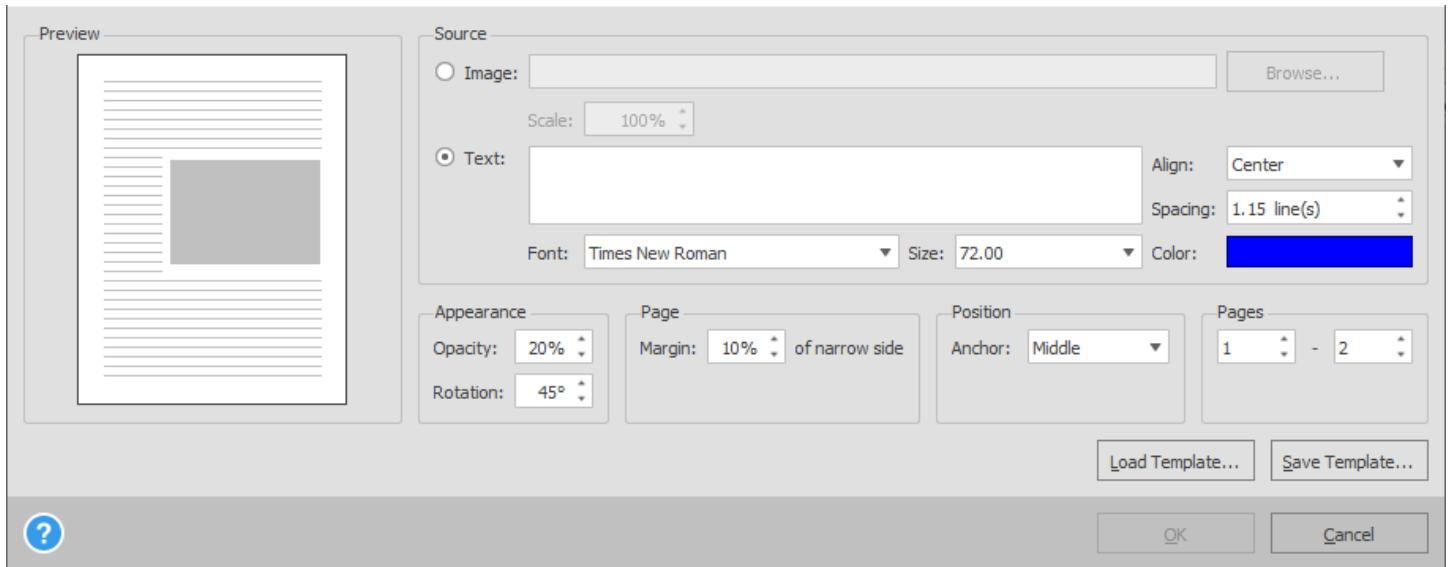 Preview
Source
Image:
Browse...
Scale: 100%
Text:
Align: Center
Spacing: 1.15 line(s)
Font: Times New Roman Size: 72.00 Color:
Appearance
Opacity: 20%
Rotation: 45°
Page
Margin: 10% of narrow side
Position
Anchor: Middle
Pages
1 - 2
Load Template... Save Template...
? OK Cancel